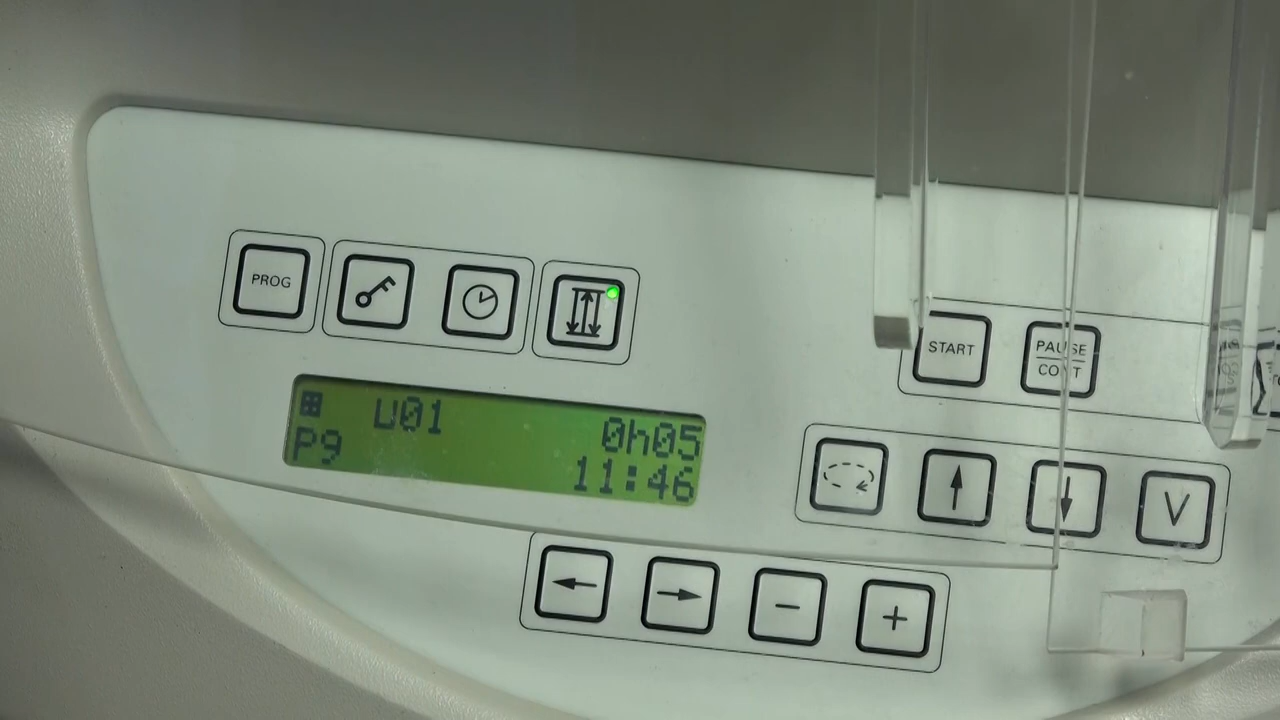 PROG
START
PAUSE
CONT
U01 0h05
P9 11:46
V
− +